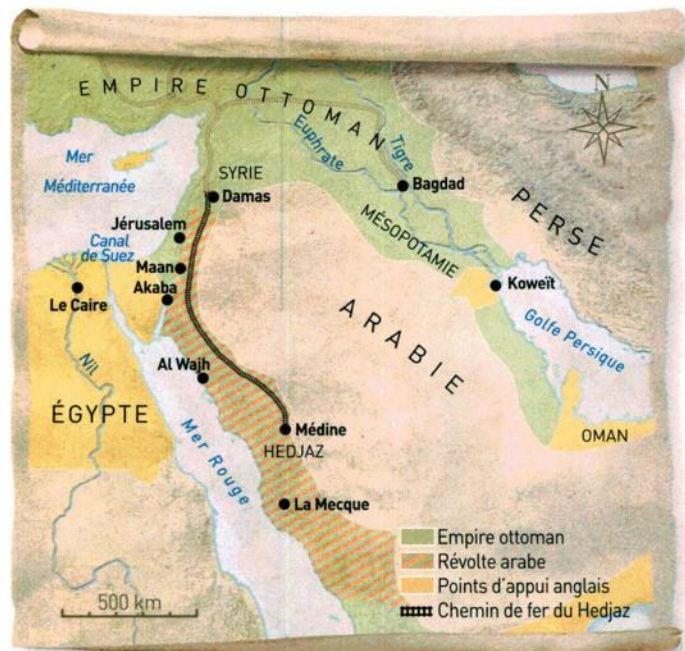 N
EMPIRE OTTOMAN
Mer
Méditerranée
SYRIE
Euphrate
Tigre
Damas
Bagdad
PERSE
Jérusalem
MÉSOPOTAMIE
Canal
de Suez
Maan
Akaba
Le Caire
Koweït
ARABIE
Golfe Persique
Nil
Al Wajh
ÉGYPTE
Médine
HEDJAZ
OMAN
Mer Rouge
La Mecque
Empire ottoman
Révolte arabe
Points d'appui anglais
Chemin de fer du Hedjaz
500 km